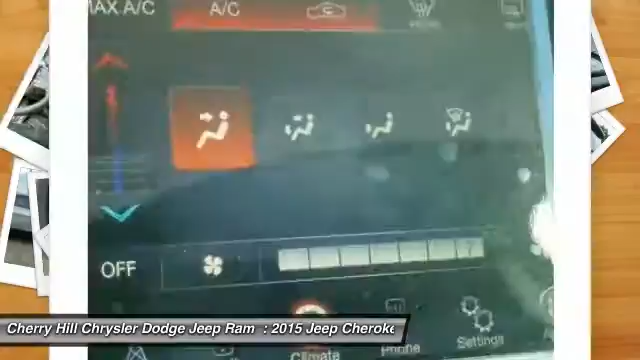 MAX A/C A/C
OFF
Cherry Hill Chrysler Dodge Jeep Ram : 2015 Jeep Cheroke
Climate Phone Settings